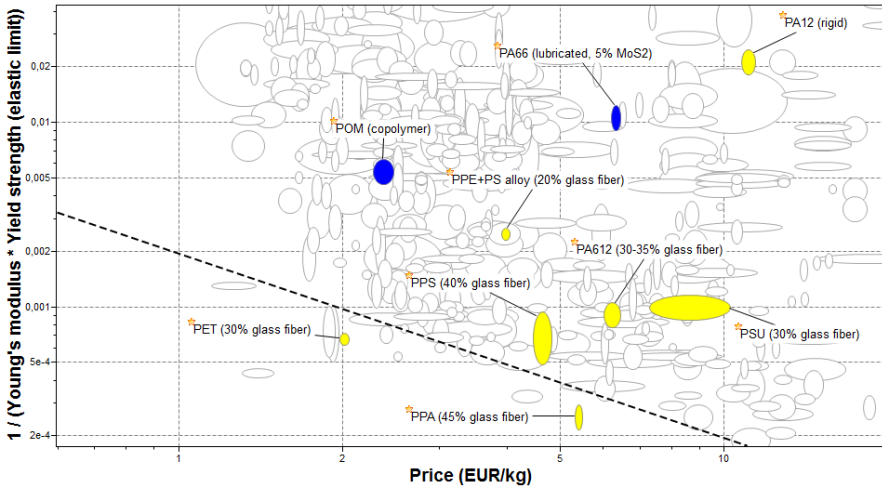 1 / (Young's modulus * Yield strength (elastic limit))
PA12 (rigid)
PA66 (lubricated, 5% MoS2)
0,02
0,01
POM (copolymer)
0,005
PPE+PS alloy (20% glass fiber)
0,002
PA612 (30-35% glass fiber)
PPS (40% glass fiber)
0,001
PET (30% glass fiber)
PSU (30% glass fiber)
5e-4
PPA (45% glass fiber)
2e-4
1
2
5
10
Price (EUR/kg)